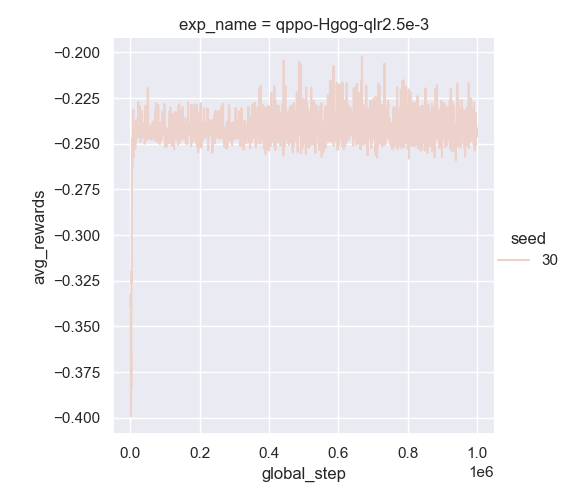 exp_name = qppo-Hgog-qlr2.5e-3
−0.200
−0.225
−0.250
−0.275
−0.300
−0.325
−0.350
−0.375
−0.400
avg_rewards
0.0 0.2 0.4 0.6 0.8 1.0
1e6
global_step
seed
30